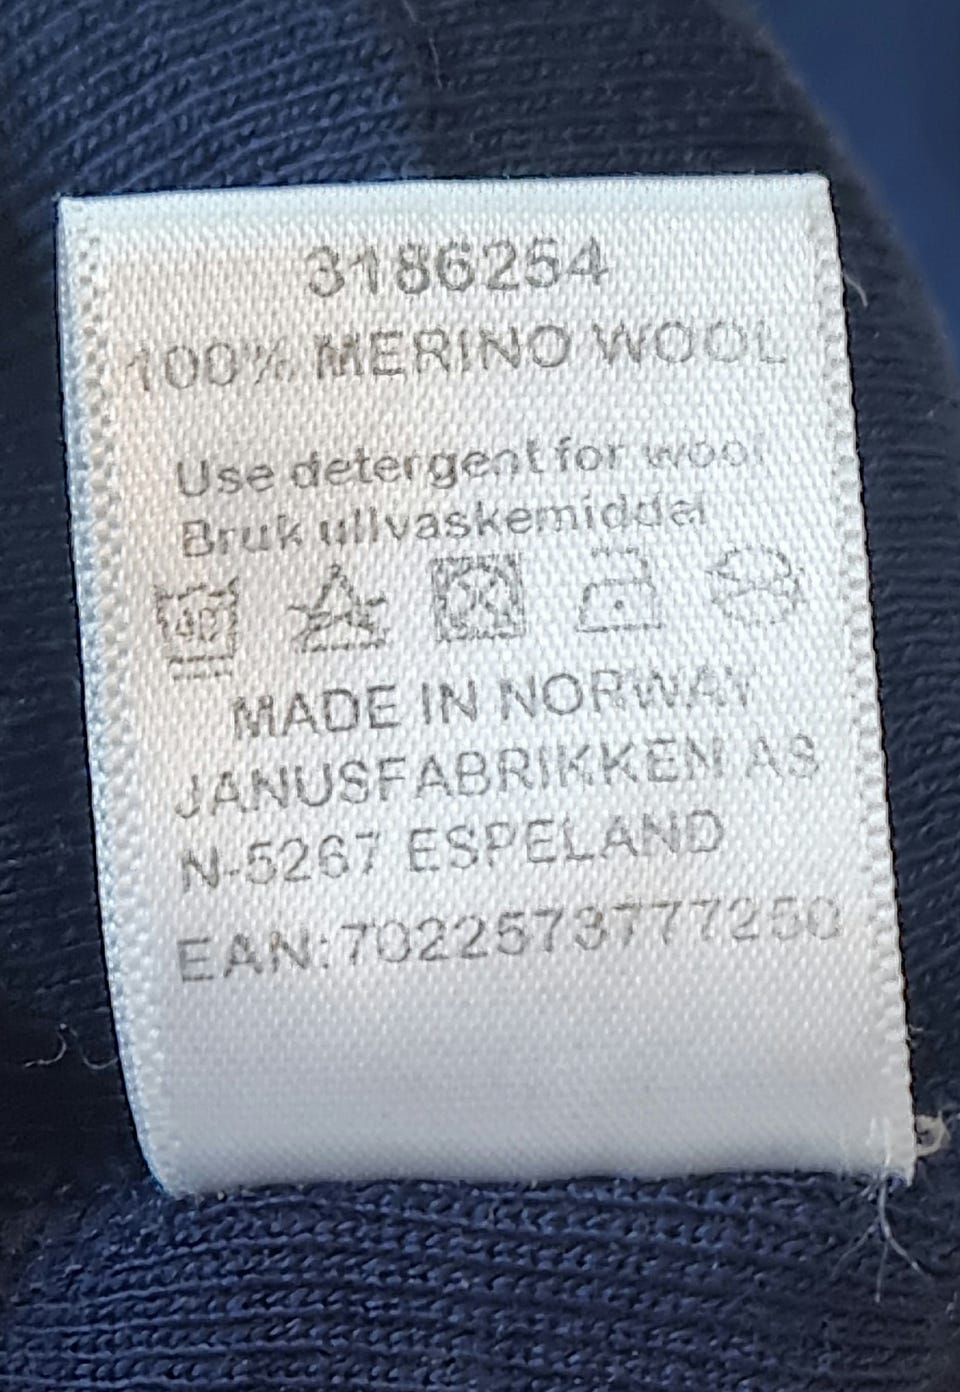 3186254
100% MERINO WOOL
Use detergent for wool
Bruk ullvaskemiddel
40
MADE IN NORWAY
JANUSFABRIKKEN AS
N-5267 ESPELAND
EAN:7022573777250